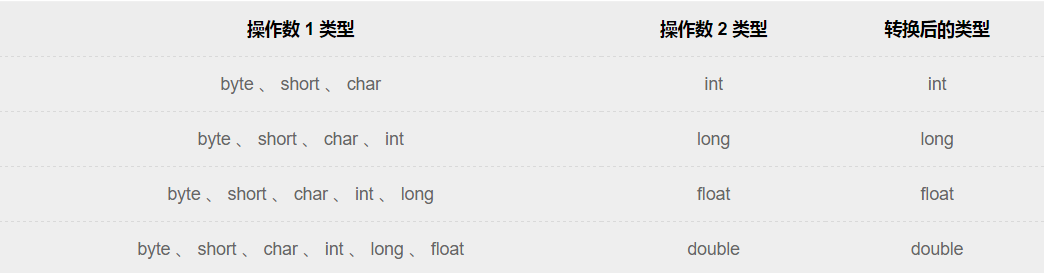 操作数 1 类型 操作数 2 类型 转换后的类型
byte 、 short 、 char int int
byte 、 short 、 char 、 int long long
byte 、 short 、 char 、 int 、 long float float
byte 、 short 、 char 、 int 、 long 、 float double double